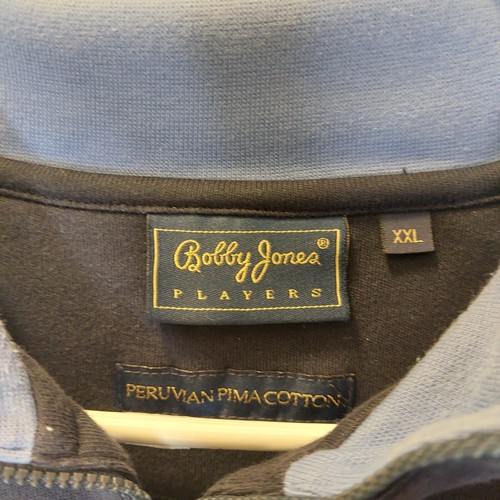 Bobby Jones®
PLAYERS
XXL
PERUVIAN PIMA COTTON